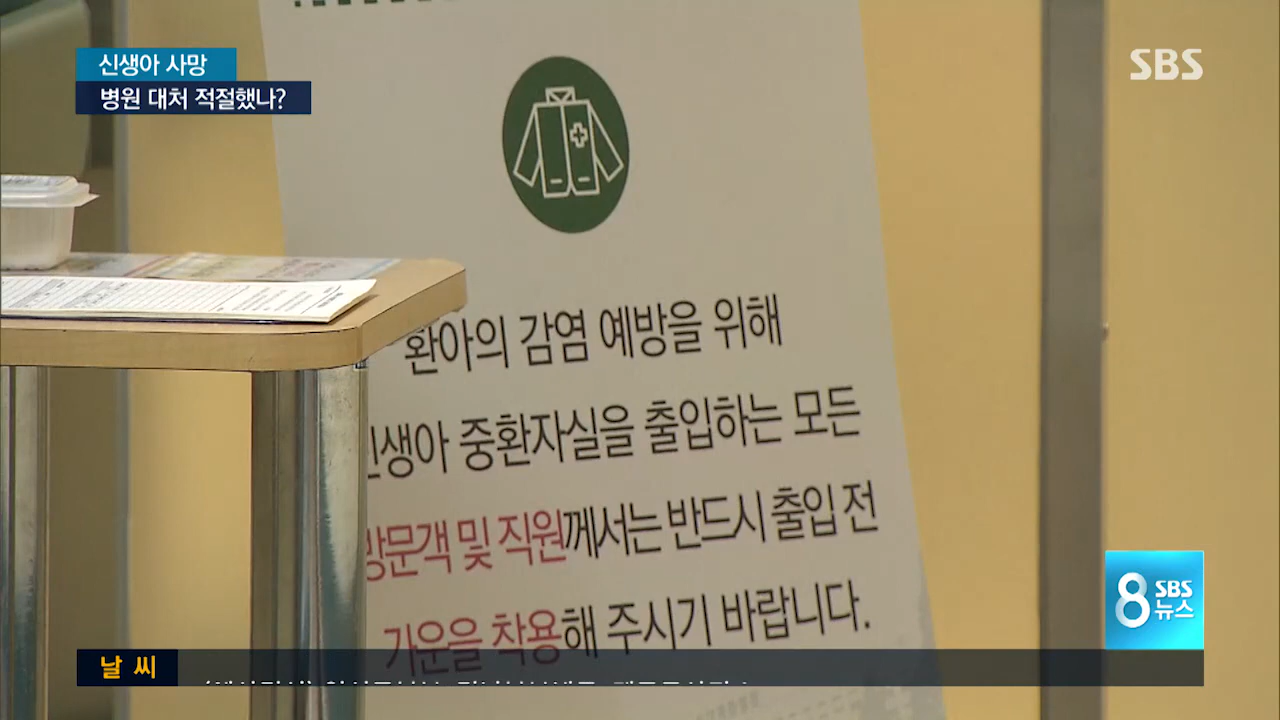 신생아 사망
병원 대처 적절했나?
SBS
환아의 감염 예방을 위해
신생아 중환자실을 출입하는 모든
방문객 및 직원께서는 반드시 출입 전
가운을 착용해 주시기 바랍니다.
8 SBS 뉴스
날 씨